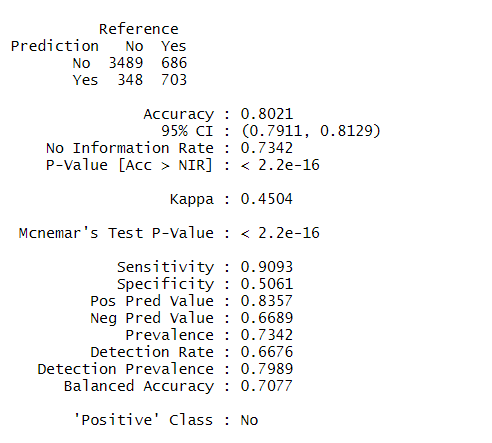 Reference
Prediction No Yes
No 3489 686
Yes 348 703
Accuracy : 0.8021
95% CI : (0.7911, 0.8129)
No Information Rate : 0.7342
P-Value [Acc > NIR] : < 2.2e-16
Kappa : 0.4504
Mcnemar's Test P-Value : < 2.2e-16
Sensitivity : 0.9093
Specificity : 0.5061
Pos Pred Value : 0.8357
Neg Pred Value : 0.6689
Prevalence : 0.7342
Detection Rate : 0.6676
Detection Prevalence : 0.7989
Balanced Accuracy : 0.7077
'Positive' Class : No